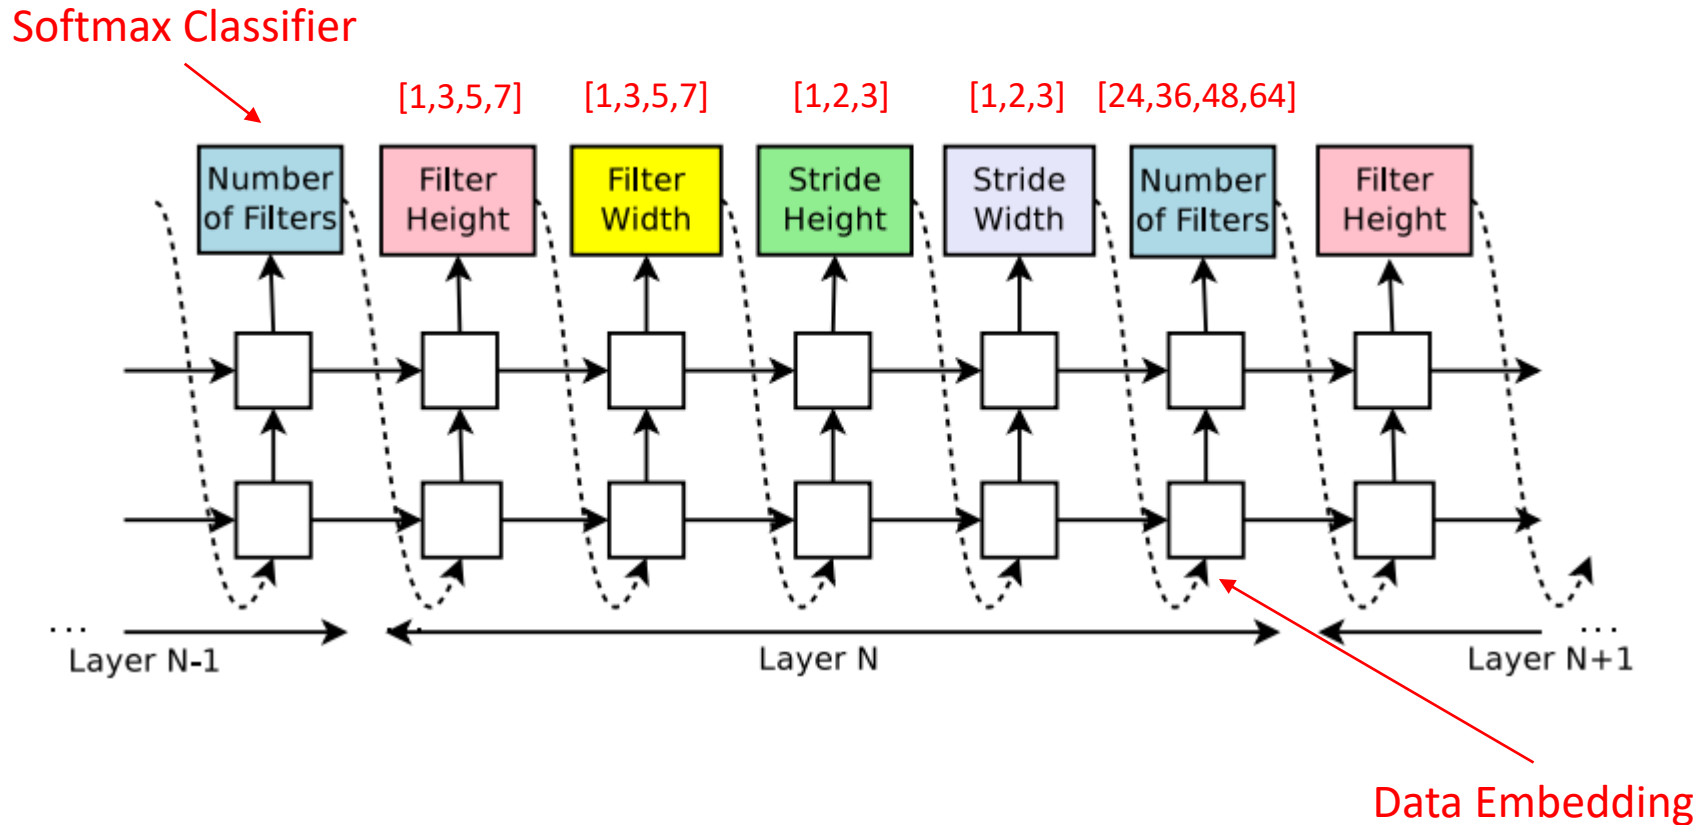 Softmax Classifier
[1,3,5,7]
[1,3,5,7]
[1,2,3]
[1,2,3]
[24,36,48,64]
Number
of Filters
Filter
Height
Filter
Width
Stride
Height
Stride
Width
Number
of Filters
Filter
Height
...
Layer N-1
Layer N
...
Layer N+1
Data Embedding